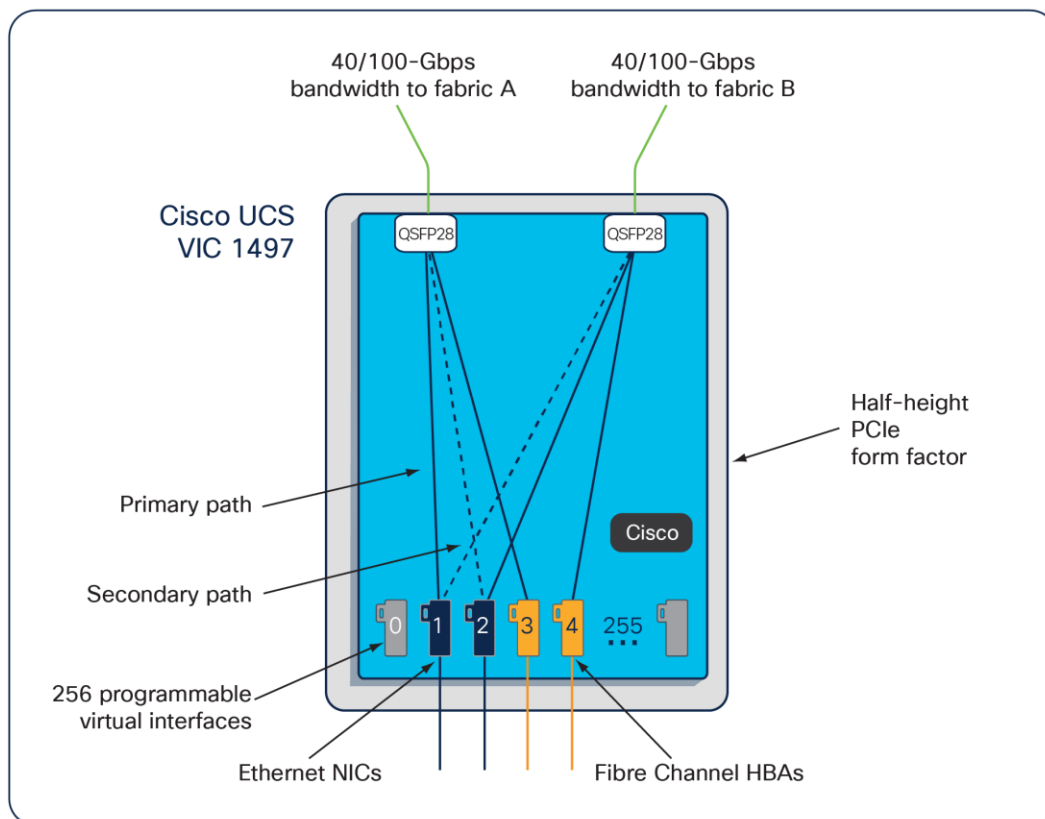 40/100-Gbps
bandwidth to fabric A
40/100-Gbps
bandwidth to fabric B
Cisco UCS
VIC 1497
QSFP28
QSFP28
Half-height
PCIe
form factor
Primary path
Cisco
Secondary path
0
1
2
3
4
255
...
256 programmable
virtual interfaces
Ethernet NICs
Fibre Channel HBAs